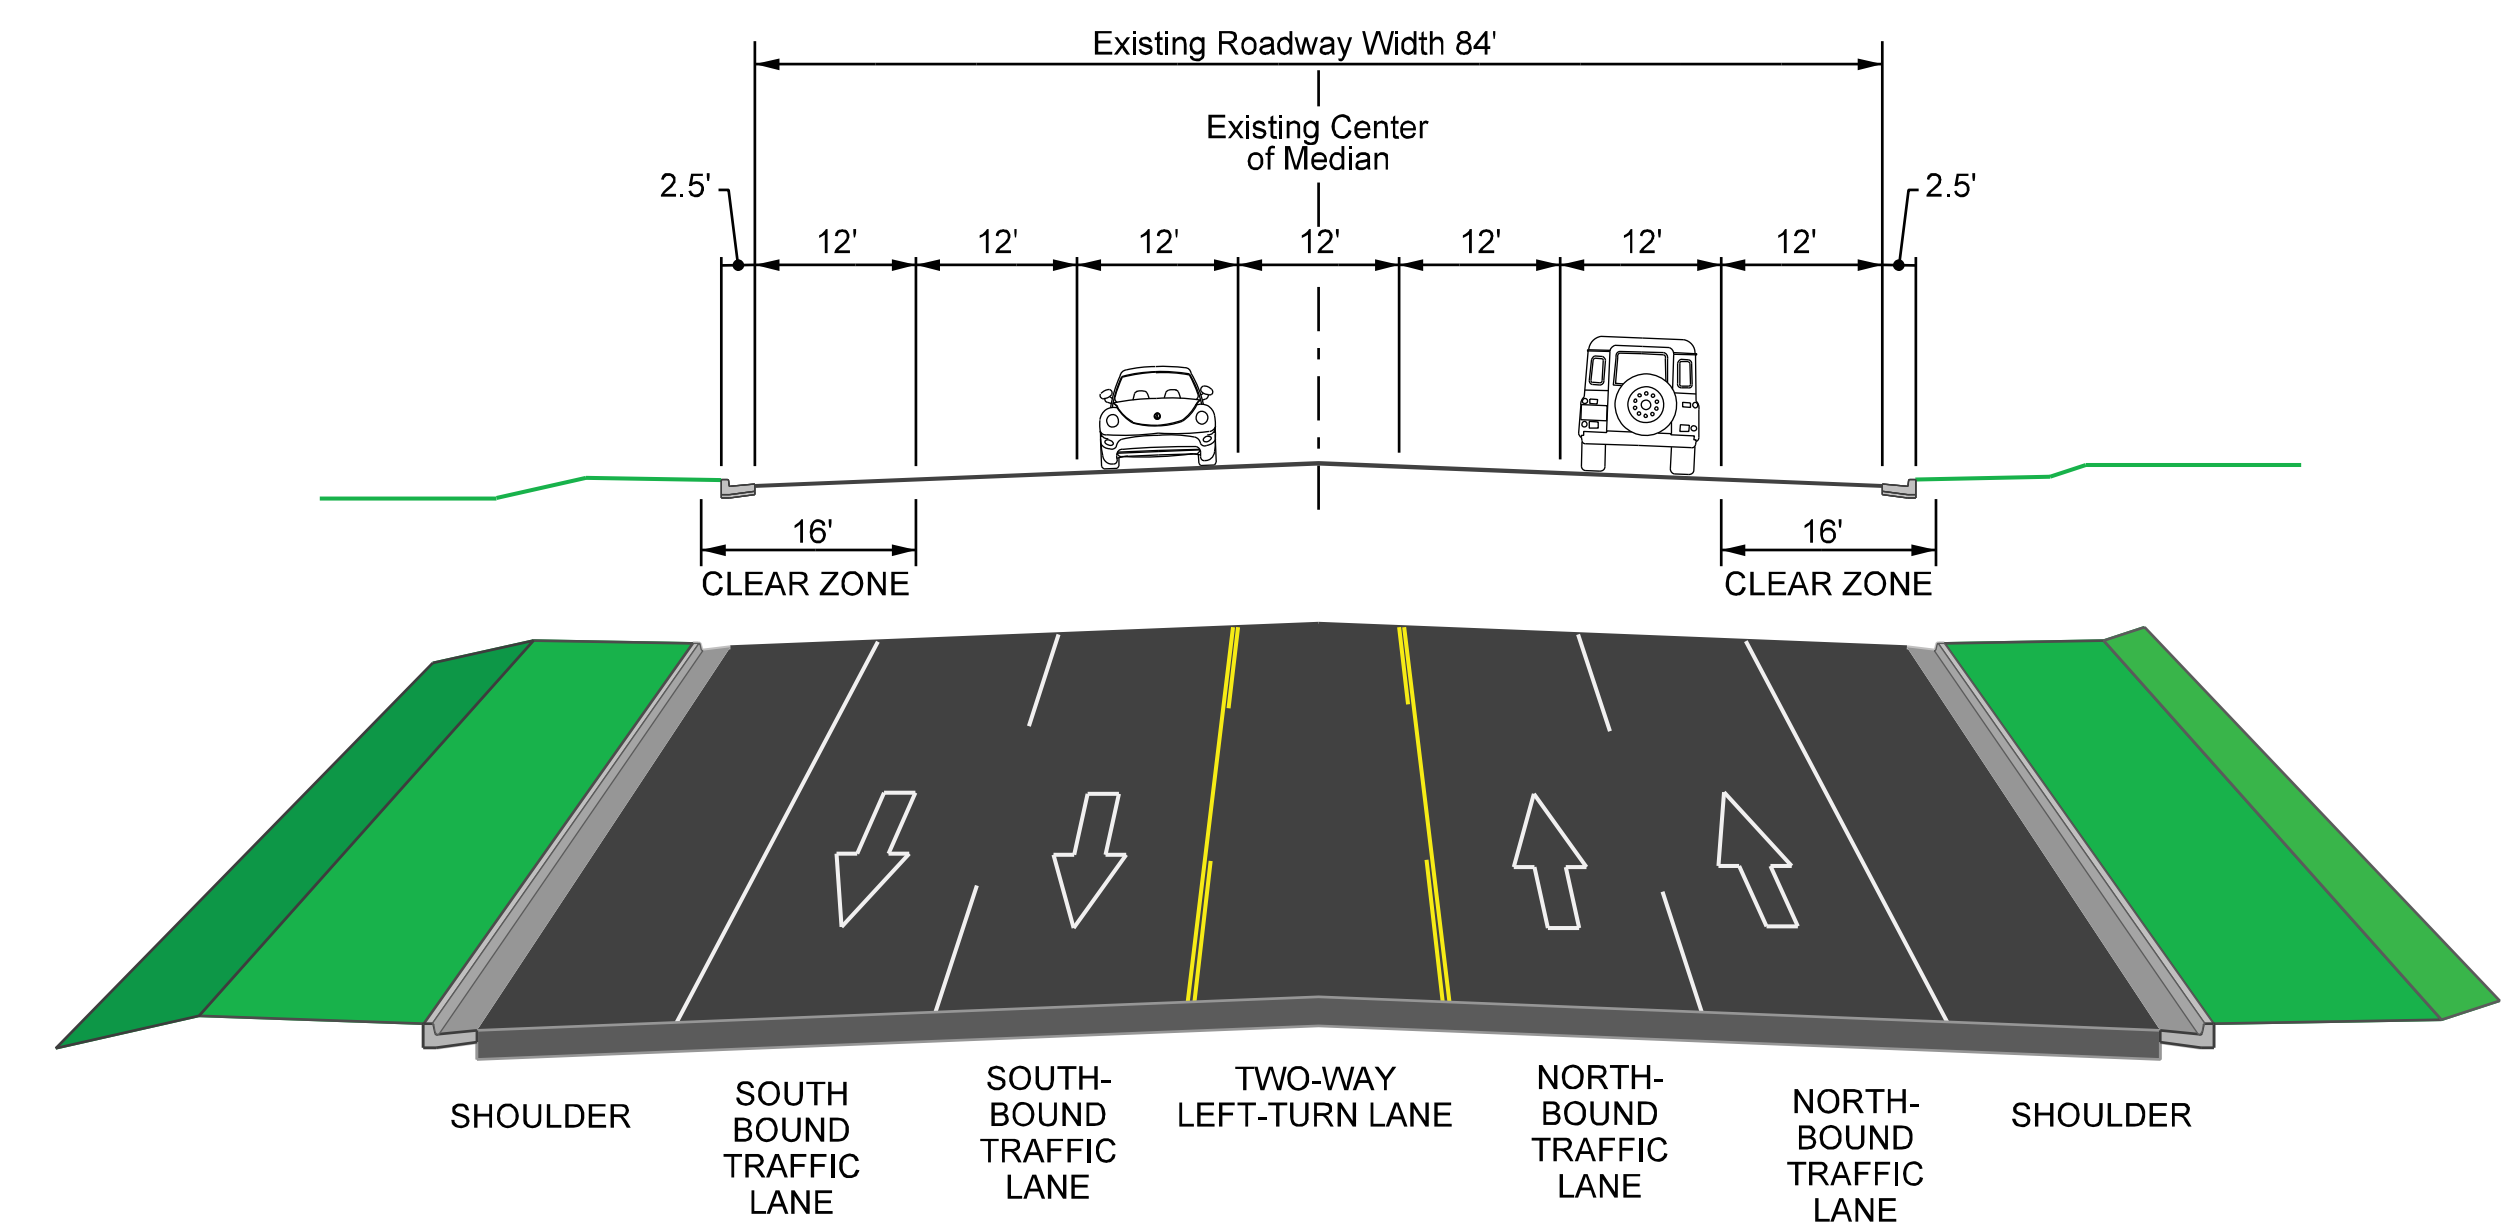 Existing Roadway Width 84'
Existing Center
of Median
2.5'
2.5'
12'
12'
12'
12'
12'
12'
12'
16'
16'
CLEAR ZONE
CLEAR ZONE
SHOULDER
SOUTH
BOUND
TRAFFIC
LANE
SOUTH-
BOUND
TRAFFIC
LANE
TWO-WAY
LEFT-TURN LANE
NORTH-
BOUND
TRAFFIC
LANE
NORTH-
BOUND
TRAFFIC
LANE
SHOULDER